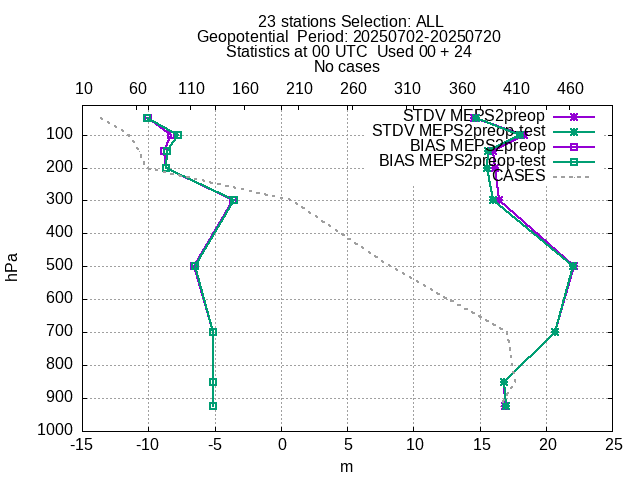 23 stations Selection: ALL
Geopotential  Period: 20250702-20250720
Statistics at 00 UTC  Used 00 + 24
No cases
10 60 110 160 210 260 310 360 410 460
STDV MEPS2preop
STDV MEPS2preop-test
BIAS MEPS2preop
BIAS MEPS2preop-test
CASES
100
200
300
400
500
600
700
800
900
1000
hPa
-15 -10 -5 0 5 10 15 20 25
m